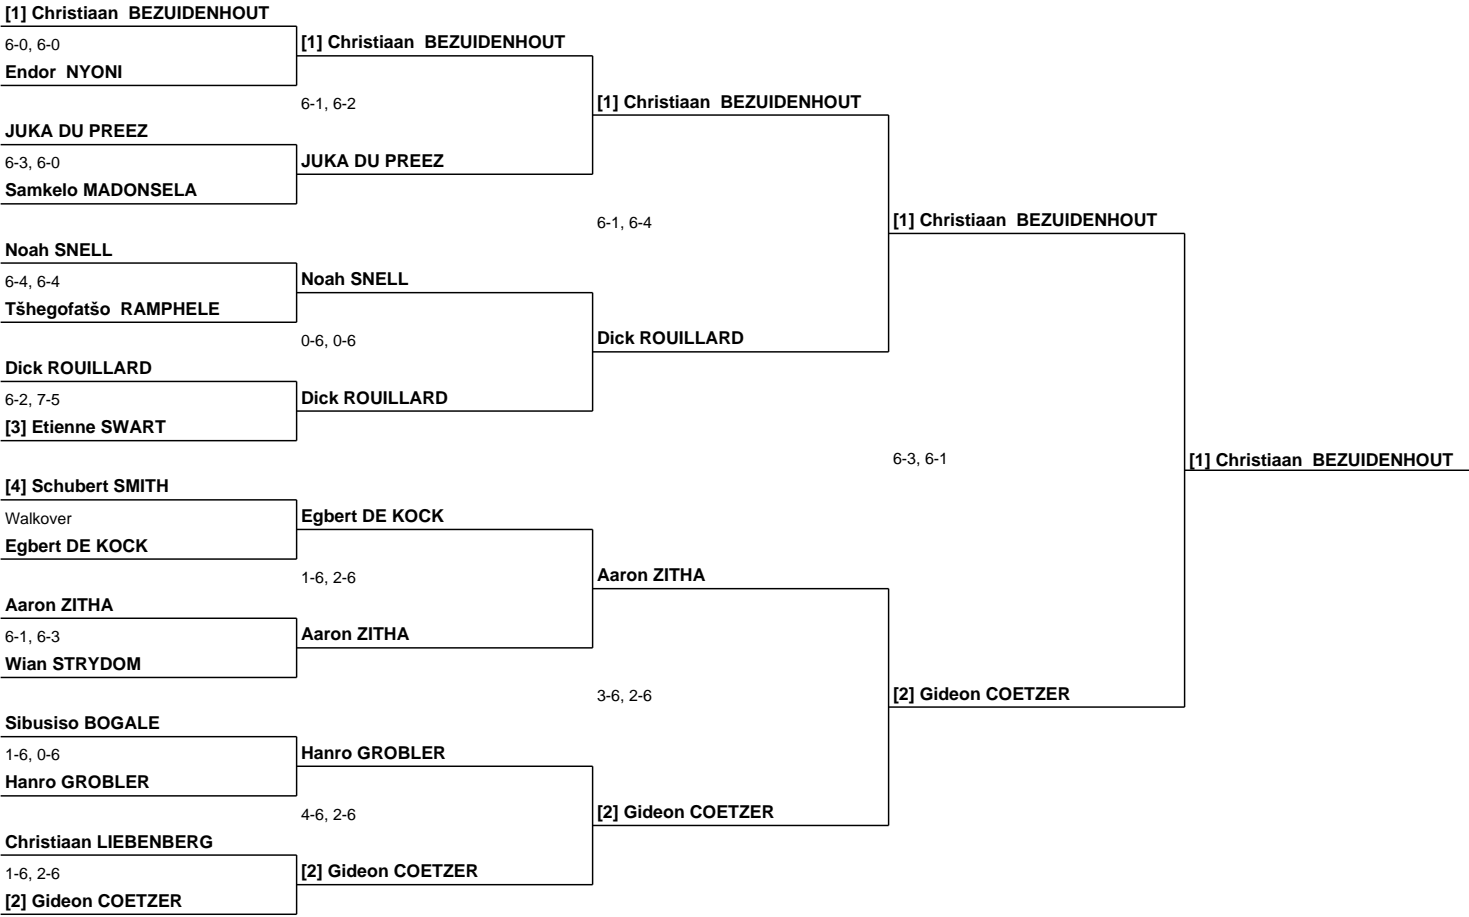 [1] Christiaan  BEZUIDENHOUT
6-0, 6-0
Endor  NYONI
JUKA DU PREEZ
6-3, 6-0
Samkelo MADONSELA
Noah SNELL
6-4, 6-4
Tšhegofatšo  RAMPHELE
Dick ROUILLARD
6-2, 7-5
[3] Etienne SWART
[4] Schubert SMITH
Walkover
Egbert DE KOCK
Aaron ZITHA
6-1, 6-3
Wian STRYDOM
Sibusiso BOGALE
1-6, 0-6
Hanro GROBLER
Christiaan LIEBENBERG
1-6, 2-6
[2] Gideon COETZER
[1] Christiaan  BEZUIDENHOUT
6-1, 6-2
JUKA DU PREEZ
Noah SNELL
0-6, 0-6
Dick ROUILLARD
Egbert DE KOCK
1-6, 2-6
Aaron ZITHA
Hanro GROBLER
4-6, 2-6
[2] Gideon COETZER
[1] Christiaan  BEZUIDENHOUT
6-1, 6-4
Dick ROUILLARD
Aaron ZITHA
3-6, 2-6
[2] Gideon COETZER
[1] Christiaan  BEZUIDENHOUT
6-3, 6-1
[2] Gideon COETZER
[1] Christiaan  BEZUIDENHOUT